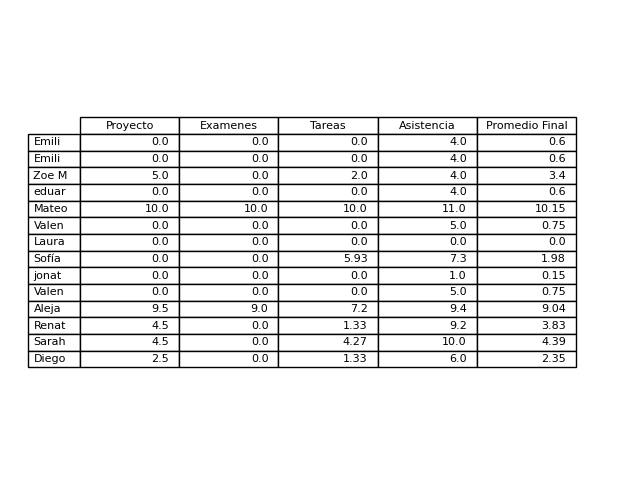 Proyecto Examenes Tareas Asistencia Promedio Final
Emili 0.0 0.0 0.0 4.0 0.6
Emili 0.0 0.0 0.0 4.0 0.6
Zoe M 5.0 0.0 2.0 4.0 3.4
eduar 0.0 0.0 0.0 4.0 0.6
Mateo 10.0 10.0 10.0 11.0 10.15
Valen 0.0 0.0 0.0 5.0 0.75
Laura 0.0 0.0 0.0 0.0 0.0
Sofía 0.0 0.0 5.93 7.3 1.98
jonat 0.0 0.0 0.0 1.0 0.15
Valen 0.0 0.0 0.0 5.0 0.75
Aleja 9.5 9.0 7.2 9.4 9.04
Renat 4.5 0.0 1.33 9.2 3.83
Sarah 4.5 0.0 4.27 10.0 4.39
Diego 2.5 0.0 1.33 6.0 2.35